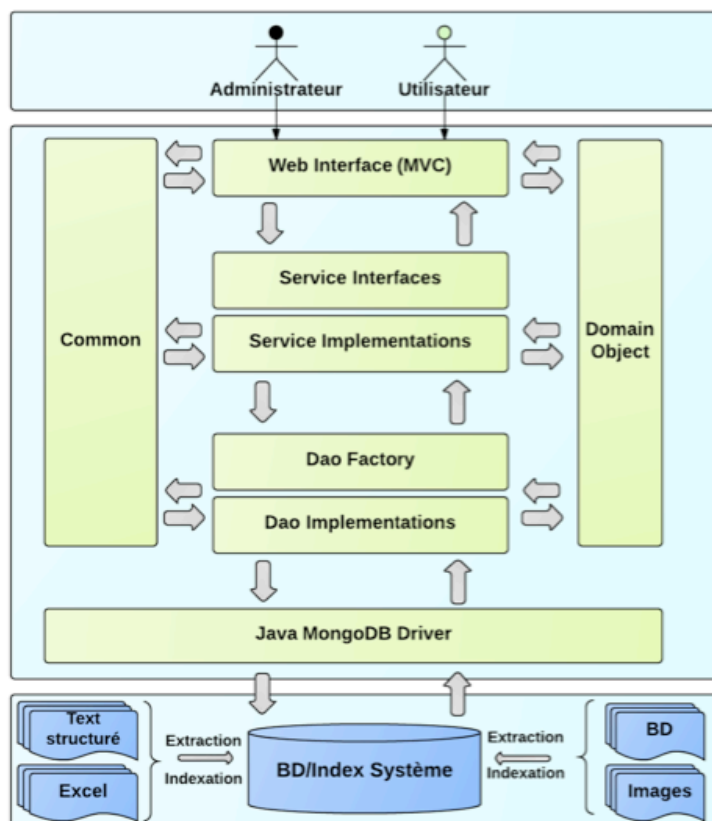 Administrateur
Utilisateur
Web Interface (MVC)
Service Interfaces
Common
Service Implementations
Domain
Object
Dao Factory
Dao Implementations
Java MongoDB Driver
Text
structuré
Extraction
Indexation
Excel
BD/Index Système
Extraction
Indexation
BD
Images